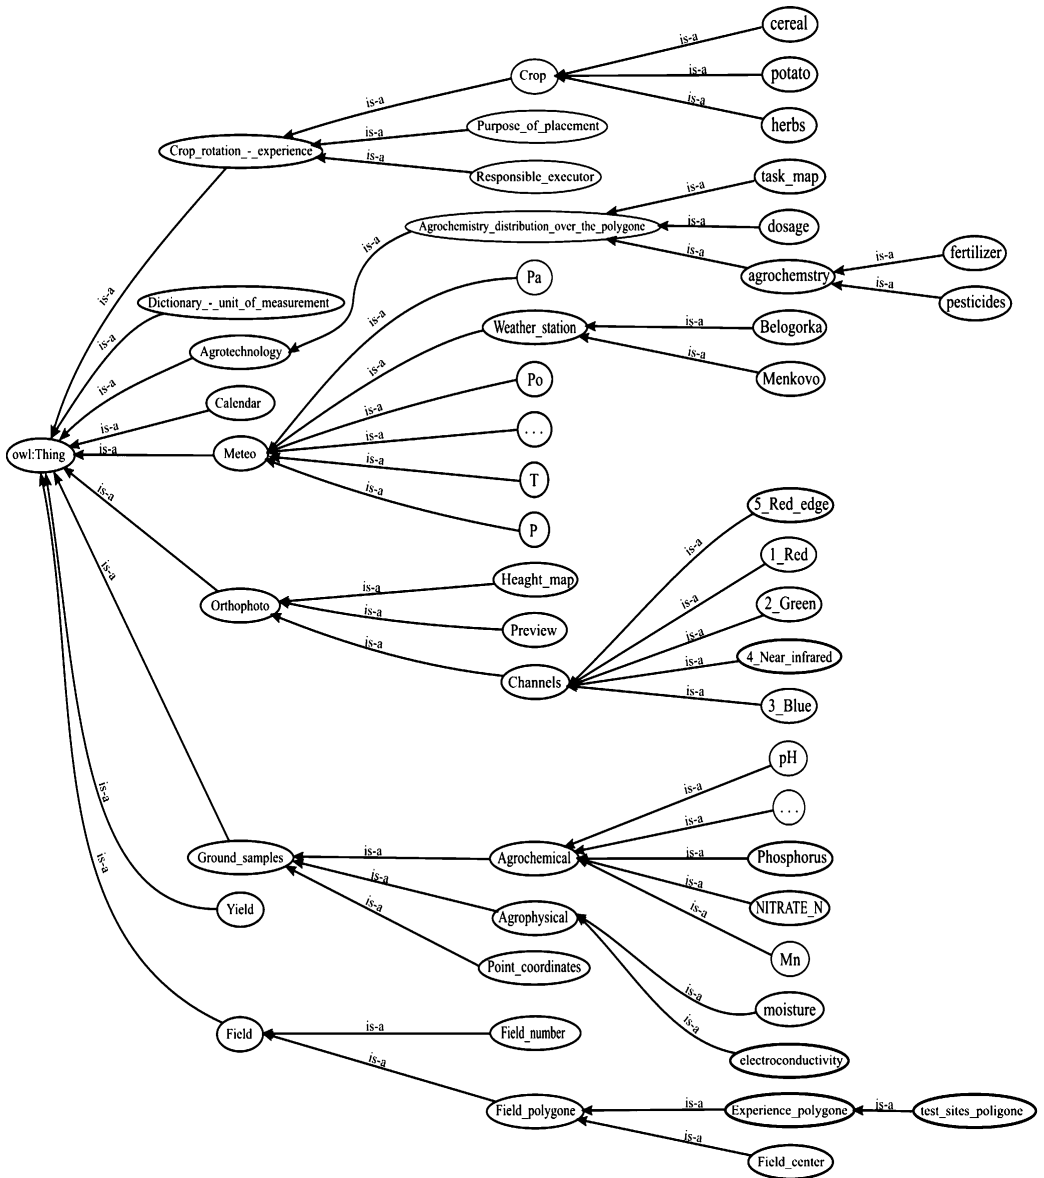 cereal
is-a
Crop
is-a
potato
is-a
is-a
herbs
Purpose_of_placement
is-a
Crop_rotation_-_experience
is-a
Responsible_executor
task_map
is-a
Agrochemistry_distribution_over_the_polygone
is-a
dosage
is-a
is-a
fertilizer
is-a
agrochemstry
is-a
pesticides
is-a
Pa
is-a
Dictionary_-_unit_of_measurement
is-a
Weather_station
is-a
Belogorka
is-a
Agrotechnology
is-a
is-a
Menkovo
is-a
Po
is-a
Calendar
is-a
. . .
is-a
owl:Thing
is-a
Meteo
is-a
T
is-a
P
is-a
5_Red_edge
is-a
1_Red
is-a
Heaght_map
is-a
is-a
Orthophoto
is-a
Preview
2_Green
is-a
is-a
Channels
is-a
4_Near_infrared
is-a
3_Blue
is-a
pH
is-a
. . .
is-a
is-a
Ground_samples
is-a
Agrochemical
is-a
Phosphorus
is-a
is-a
NITRATE_N
is-a
Yield
is-a
Agrophysical
is-a
Mn
Point_coordinates
is-a
moisture
Field
is-a
Field_number
is-a
electroconductivity
is-a
Field_polygone
is-a
Experience_polygone
is-a
test_sites_poligone
is-a
Field_center